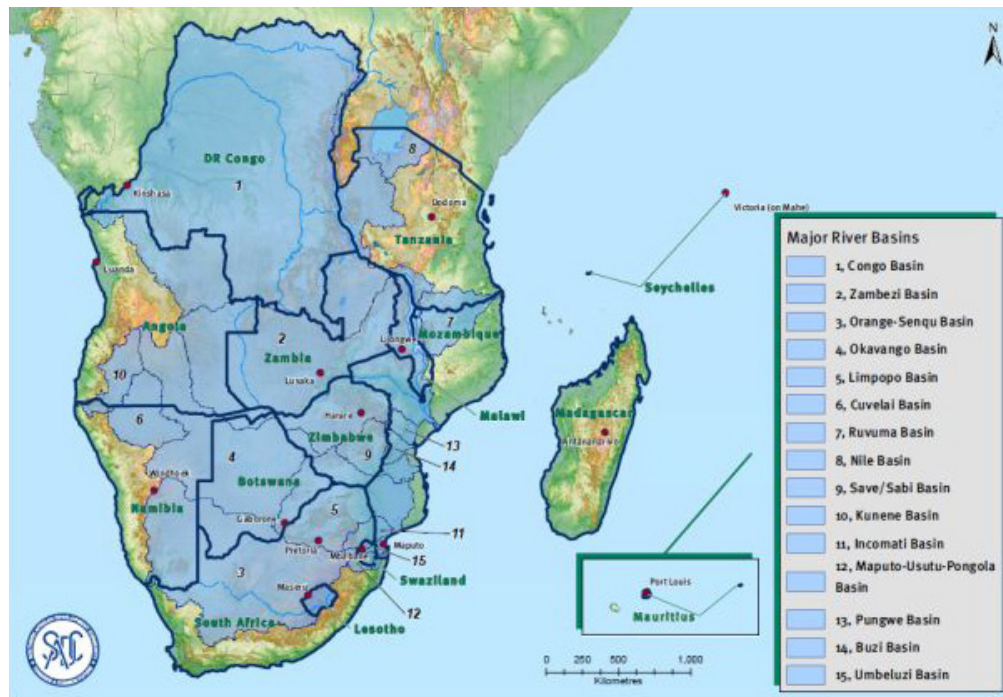 N
DR Congo
1
Kinshasa
8
Dodoma
Tanzania
Victoria (on Mahe)
Seychelles
Luanda
Angola
2
Zambia
Lusaka
Lilongwe
7
Mozambique
Malawi
10
6
Harare
Zimbabwe
9
13
14
Madagascar
Antananarivo
4
Botswana
Windhoek
Namibia
Gaborone
5
Pretoria
Mbabane
11
Maputo
15
Swaziland
12
3
Maseru
South Africa
Lesotho
Port Louis
Mauritius
0 250 500 1,000
Kilometres
SADC
Major River Basins
1, Congo Basin
2, Zambezi Basin
3, Orange-Senqu Basin
4, Okavango Basin
5, Limpopo Basin
6, Cuvelai Basin
7, Ruvuma Basin
8, Nile Basin
9, Save/Sabi Basin
10, Kunene Basin
11, Incomati Basin
12, Maputo-Usutu-Pongola
Basin
13, Pungwe Basin
14, Buzi Basin
15, Umbeluzi Basin